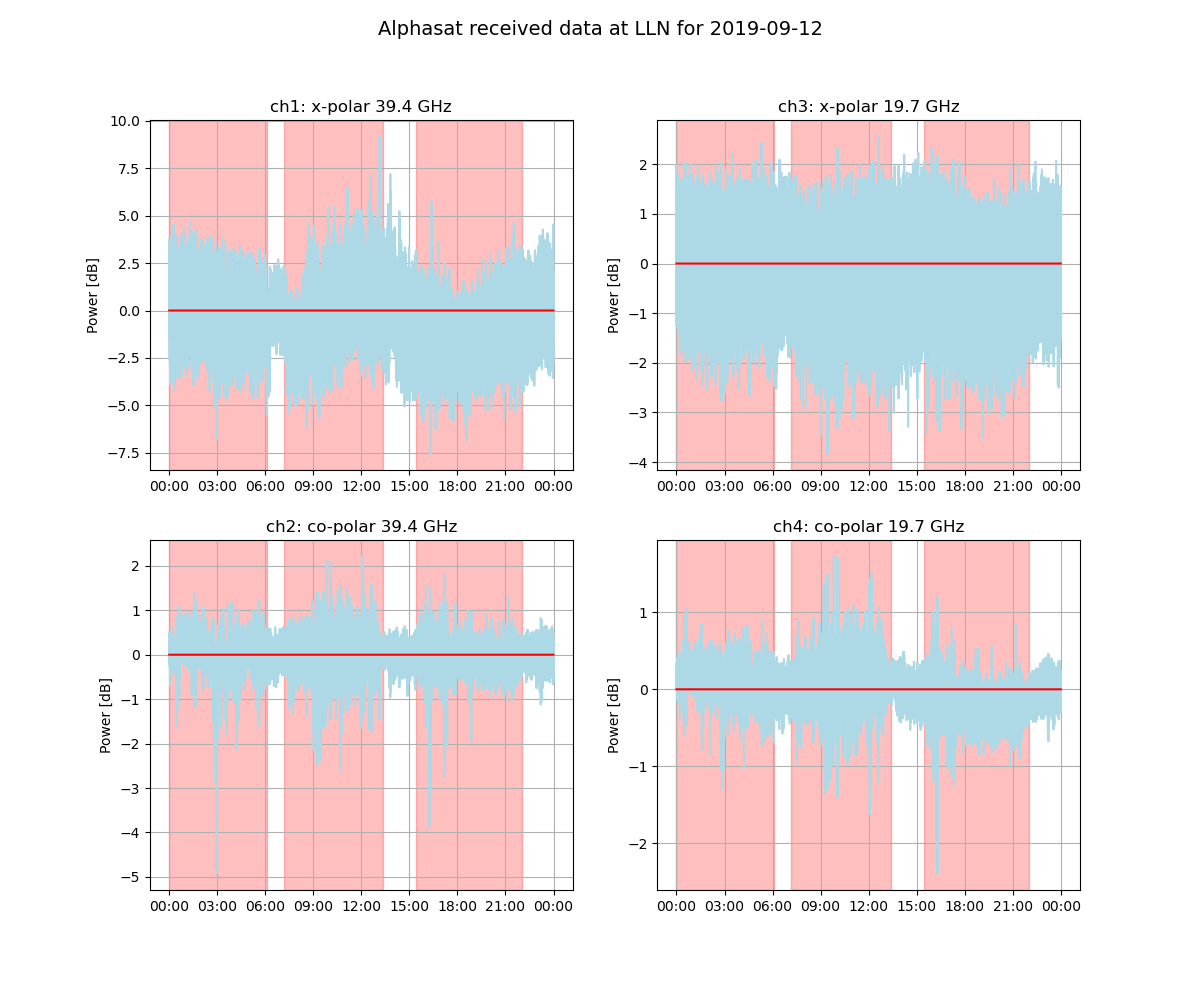 Alphasat received data at LLN for 2019-09-12
ch1: x-polar 39.4 GHz
Power [dB]
10.0
7.5
5.0
2.5
0.0
−2.5
−5.0
−7.5
00:00 03:00 06:00 09:00 12:00 15:00 18:00 21:00 00:00
ch3: x-polar 19.7 GHz
Power [dB]
2
1
0
−1
−2
−3
−4
00:00 03:00 06:00 09:00 12:00 15:00 18:00 21:00 00:00
ch2: co-polar 39.4 GHz
Power [dB]
2
1
0
−1
−2
−3
−4
−5
00:00 03:00 06:00 09:00 12:00 15:00 18:00 21:00 00:00
ch4: co-polar 19.7 GHz
Power [dB]
1
0
−1
−2
00:00 03:00 06:00 09:00 12:00 15:00 18:00 21:00 00:00